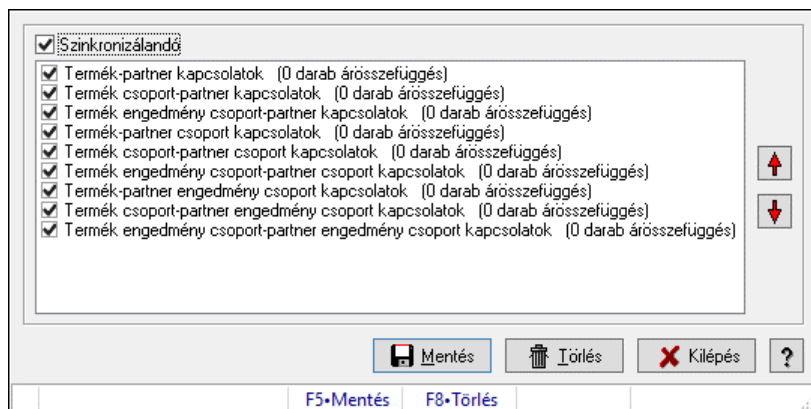 Szinkronizálandó
Termék-partner kapcsolatok (0 darab árösszefüggés)
Termék csoport-partner kapcsolatok (0 darab árösszefüggés)
Termék engedmény csoport-partner kapcsolatok (0 darab árösszefüggés)
Termék-partner csoport kapcsolatok (0 darab árösszefüggés)
Termék csoport-partner csoport kapcsolatok (0 darab árösszefüggés)
Termék engedmény csoport-partner csoport kapcsolatok (0 darab árösszefüggés)
Termék-partner engedmény csoport kapcsolatok (0 darab árösszefüggés)
Termék csoport-partner engedmény csoport kapcsolatok (0 darab árösszefüggés)
Termék engedmény csoport-partner engedmény csoport kapcsolatok (0 darab árösszefüggés)
Mentés Törlés Kilépés ?
F5•Mentés F8•Törlés